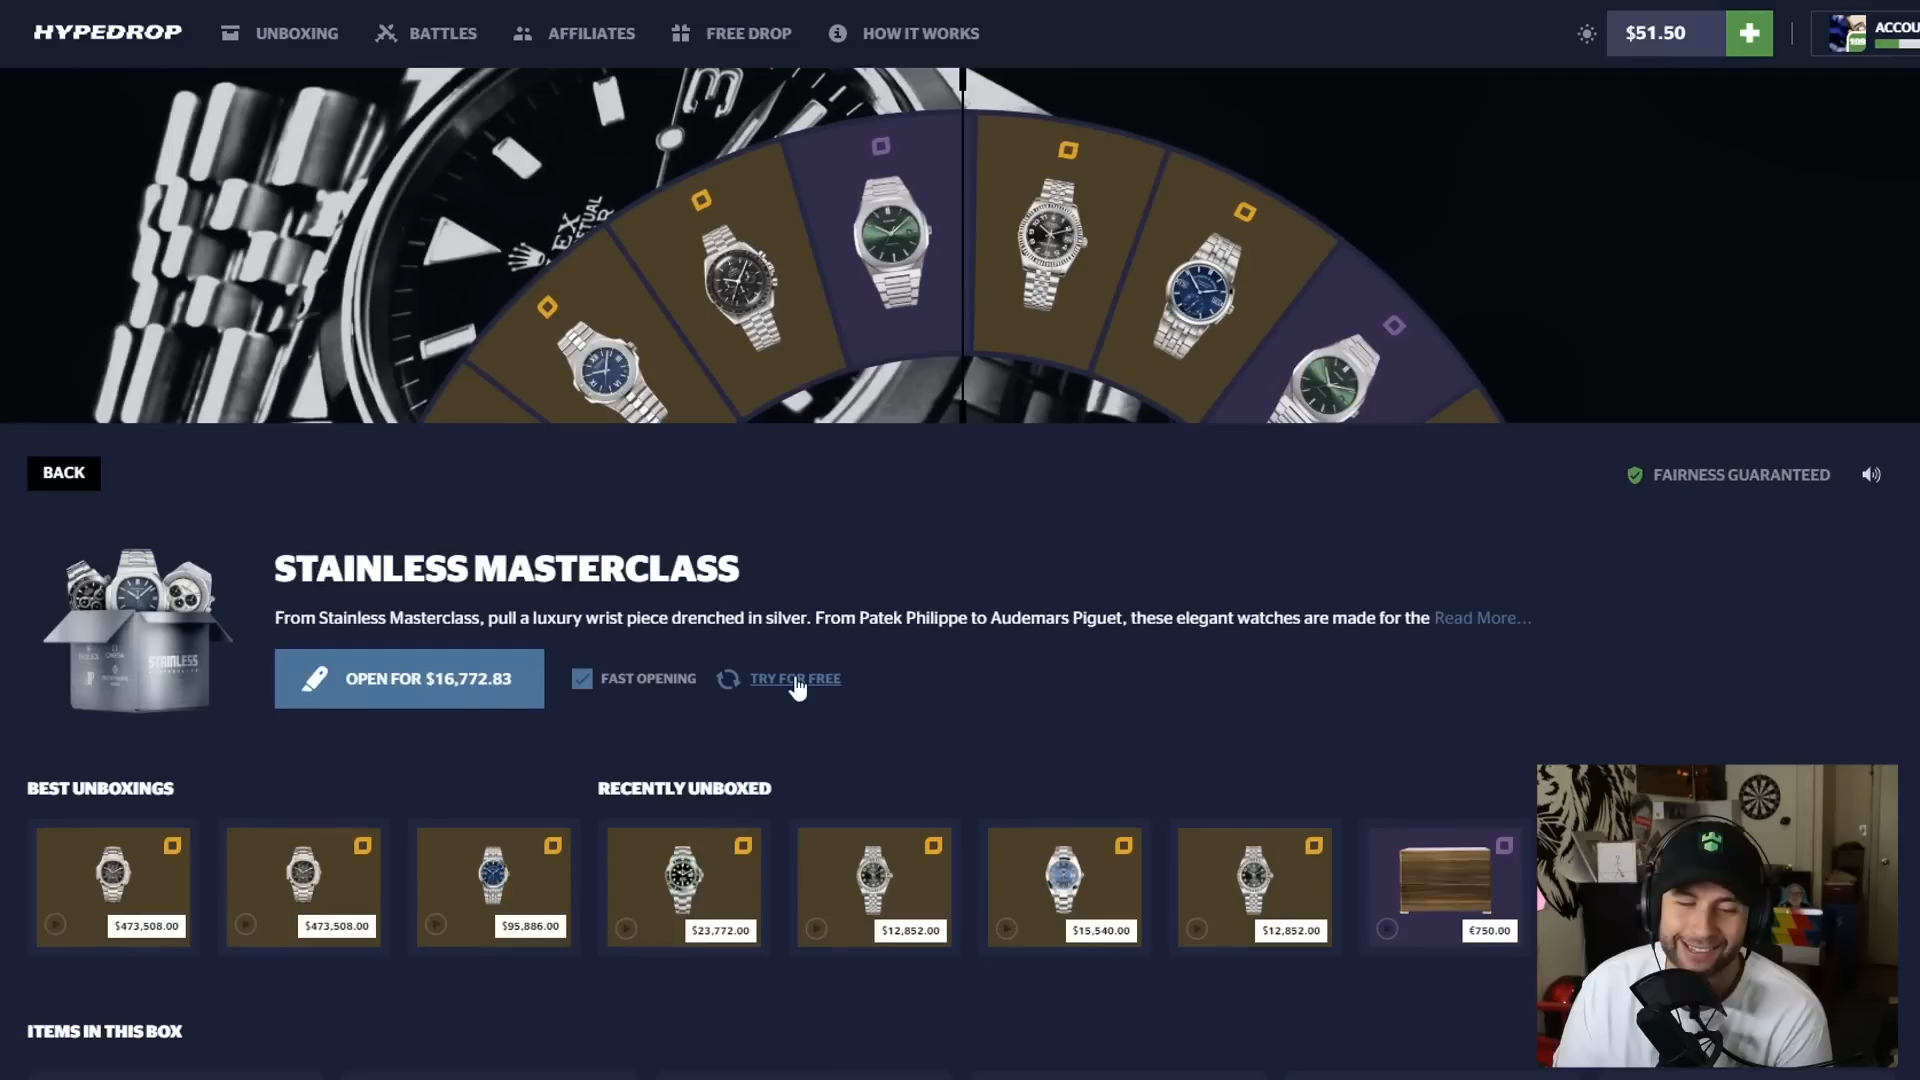 HYPEDROP
UNBOXING
BATTLES
AFFILIATES
FREE DROP
HOW IT WORKS
$51.50
ACCOU
BACK
FAIRNESS GUARANTEED
STAINLESS MASTERCLASS
From Stainless Masterclass, pull a luxury wrist piece drenched in silver. From Patek Philippe to Audemars Piguet, these elegant watches are made for the Read More...
STAINLESS
OPEN FOR $16,772.83
FAST OPENING
TRY FOR FREE
BEST UNBOXINGS
RECENTLY UNBOXED
$473,508.00
$473,508.00
$95,886.00
$23,772.00
$12,852.00
$15,540.00
$12,852.00
€750.00
ITEMS IN THIS BOX